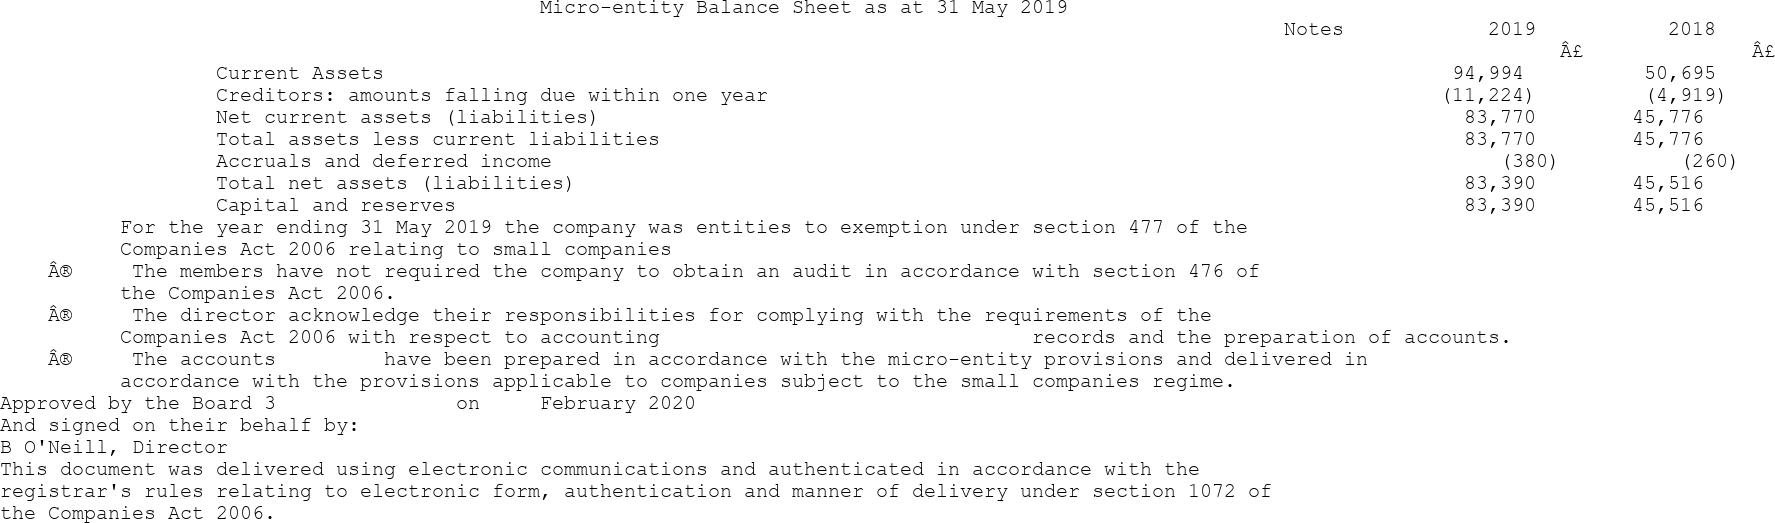 Micro-entity Balance Sheet as at 31 May 2019
Notes 2019 2018
Â£ Â£
Current Assets 94,994 50,695
Creditors: amounts falling due within one year (11,224) (4,919)
Net current assets (liabilities) 83,770 45,776
Total assets less current liabilities 83,770 45,776
Accruals and deferred income (380) (260)
Total net assets (liabilities) 83,390 45,516
Capital and reserves 83,390 45,516
For the year ending 31 May 2019 the company was entities to exemption under section 477 of the
Companies Act 2006 relating to small companies
Â® The members have not required the company to obtain an audit in accordance with section 476 of
the Companies Act 2006.
Â® The director acknowledge their responsibilities for complying with the requirements of the
Companies Act 2006 with respect to accounting records and the preparation of accounts.
Â® The accounts have been prepared in accordance with the micro-entity provisions and delivered in
accordance with the provisions applicable to companies subject to the small companies regime.
Approved by the Board 3 on February 2020
And signed on their behalf by:
B O'Neill, Director
This document was delivered using electronic communications and authenticated in accordance with the
registrar's rules relating to electronic form, authentication and manner of delivery under section 1072 of
the Companies Act 2006.